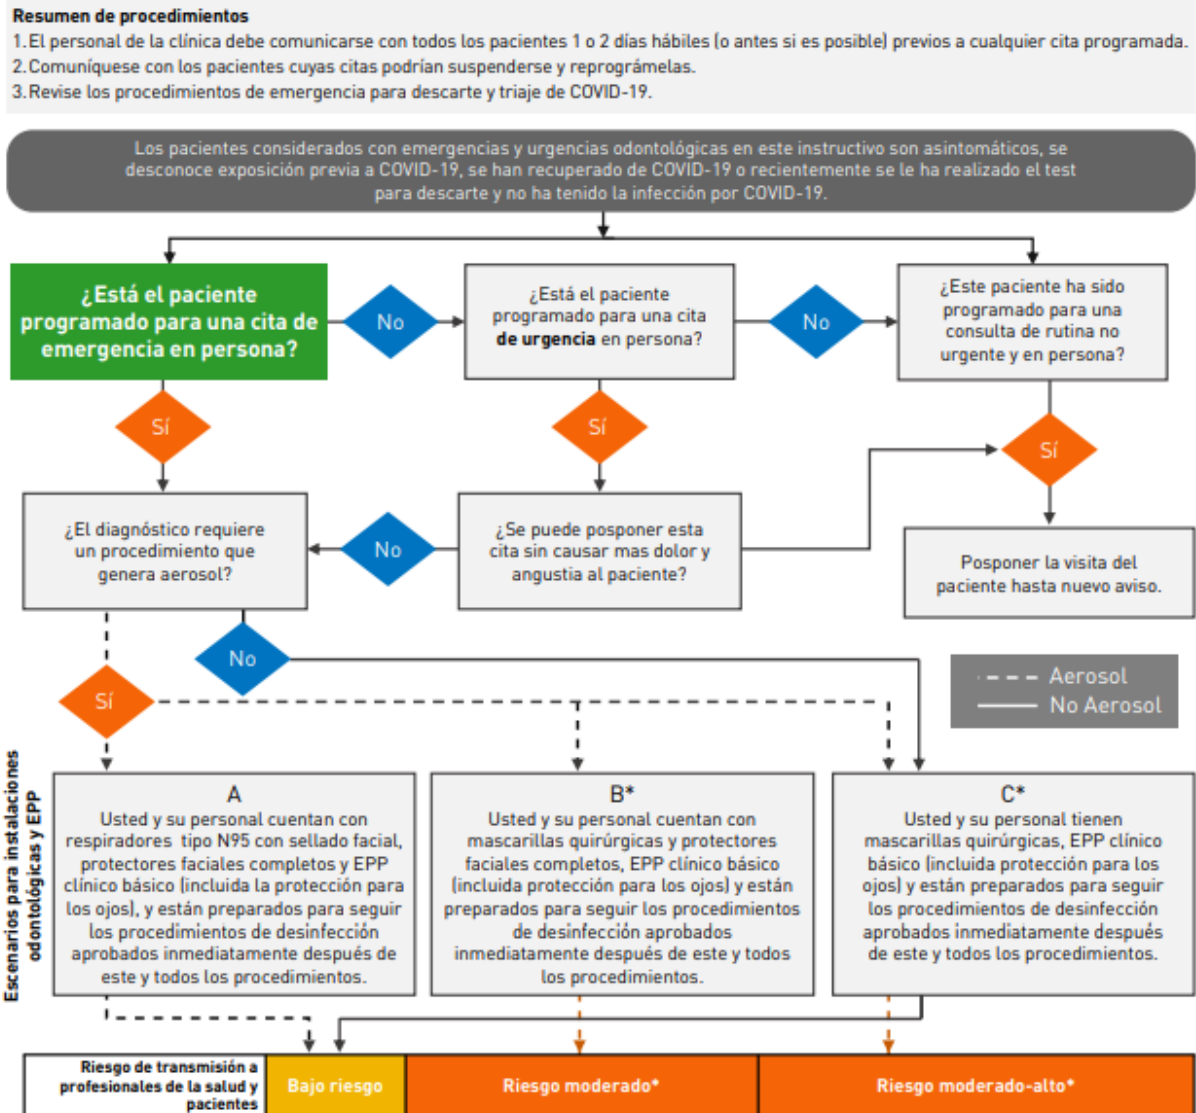 Resumen de procedimientos
1. El personal de la clínica debe comunicarse con todos los pacientes 1 o 2 días hábiles (o antes si es posible) previos a cualquier cita programada.
2. Comuníquese con los pacientes cuyas citas podrían suspenderse y reprográmelas.
3. Revise los procedimientos de emergencia para descarte y triaje de COVID-19.
Los pacientes considerados con emergencias y urgencias odontológicas en este instructivo son asintomáticos, se
desconoce exposición previa a COVID-19, se han recuperado de COVID-19 o recientemente se le ha realizado el test
para descarte y no ha tenido la infección por COVID-19.
¿Está el paciente
programado para una cita de
emergencia en persona?
No
¿Está el paciente
programado para una cita
de urgencia en persona?
No
¿Este paciente ha sido
programado para una
consulta de rutina no
urgente y en persona?
Sí
Sí
Sí
¿El diagnóstico requiere
un procedimiento que
genera aerosol?
No
¿Se puede posponer esta
cita sin causar mas dolor y
angustia al paciente?
Posponer la visita del
paciente hasta nuevo aviso.
No
Sí
Aerosol
No Aerosol
Escenarios para instalaciones
odontológicas y EPP
A
Usted y su personal cuentan con
respiradores tipo N95 con sellado facial,
protectores faciales completos y EPP
clínico básico (incluida la protección para
los ojos), y están preparados para seguir
los procedimientos de desinfección
aprobados inmediatamente después de
este y todos los procedimientos.
B*
Usted y su personal cuentan con
mascarillas quirúrgicas y protectores
faciales completos, EPP clínico básico
(incluida protección para los ojos) y están
preparados para seguir los procedimientos
de desinfección aprobados
inmediatamente después de este y todos
los procedimientos.
C*
Usted y su personal tienen
mascarillas quirúrgicas, EPP clínico
básico (incluida protección para los
ojos) y están preparados para seguir
los procedimientos de desinfección
aprobados inmediatamente después
de este y todos los procedimientos.
Riesgo de transmisión a
profesionales de la salud y
pacientes
Bajo riesgo
Riesgo moderado*
Riesgo moderado-alto*